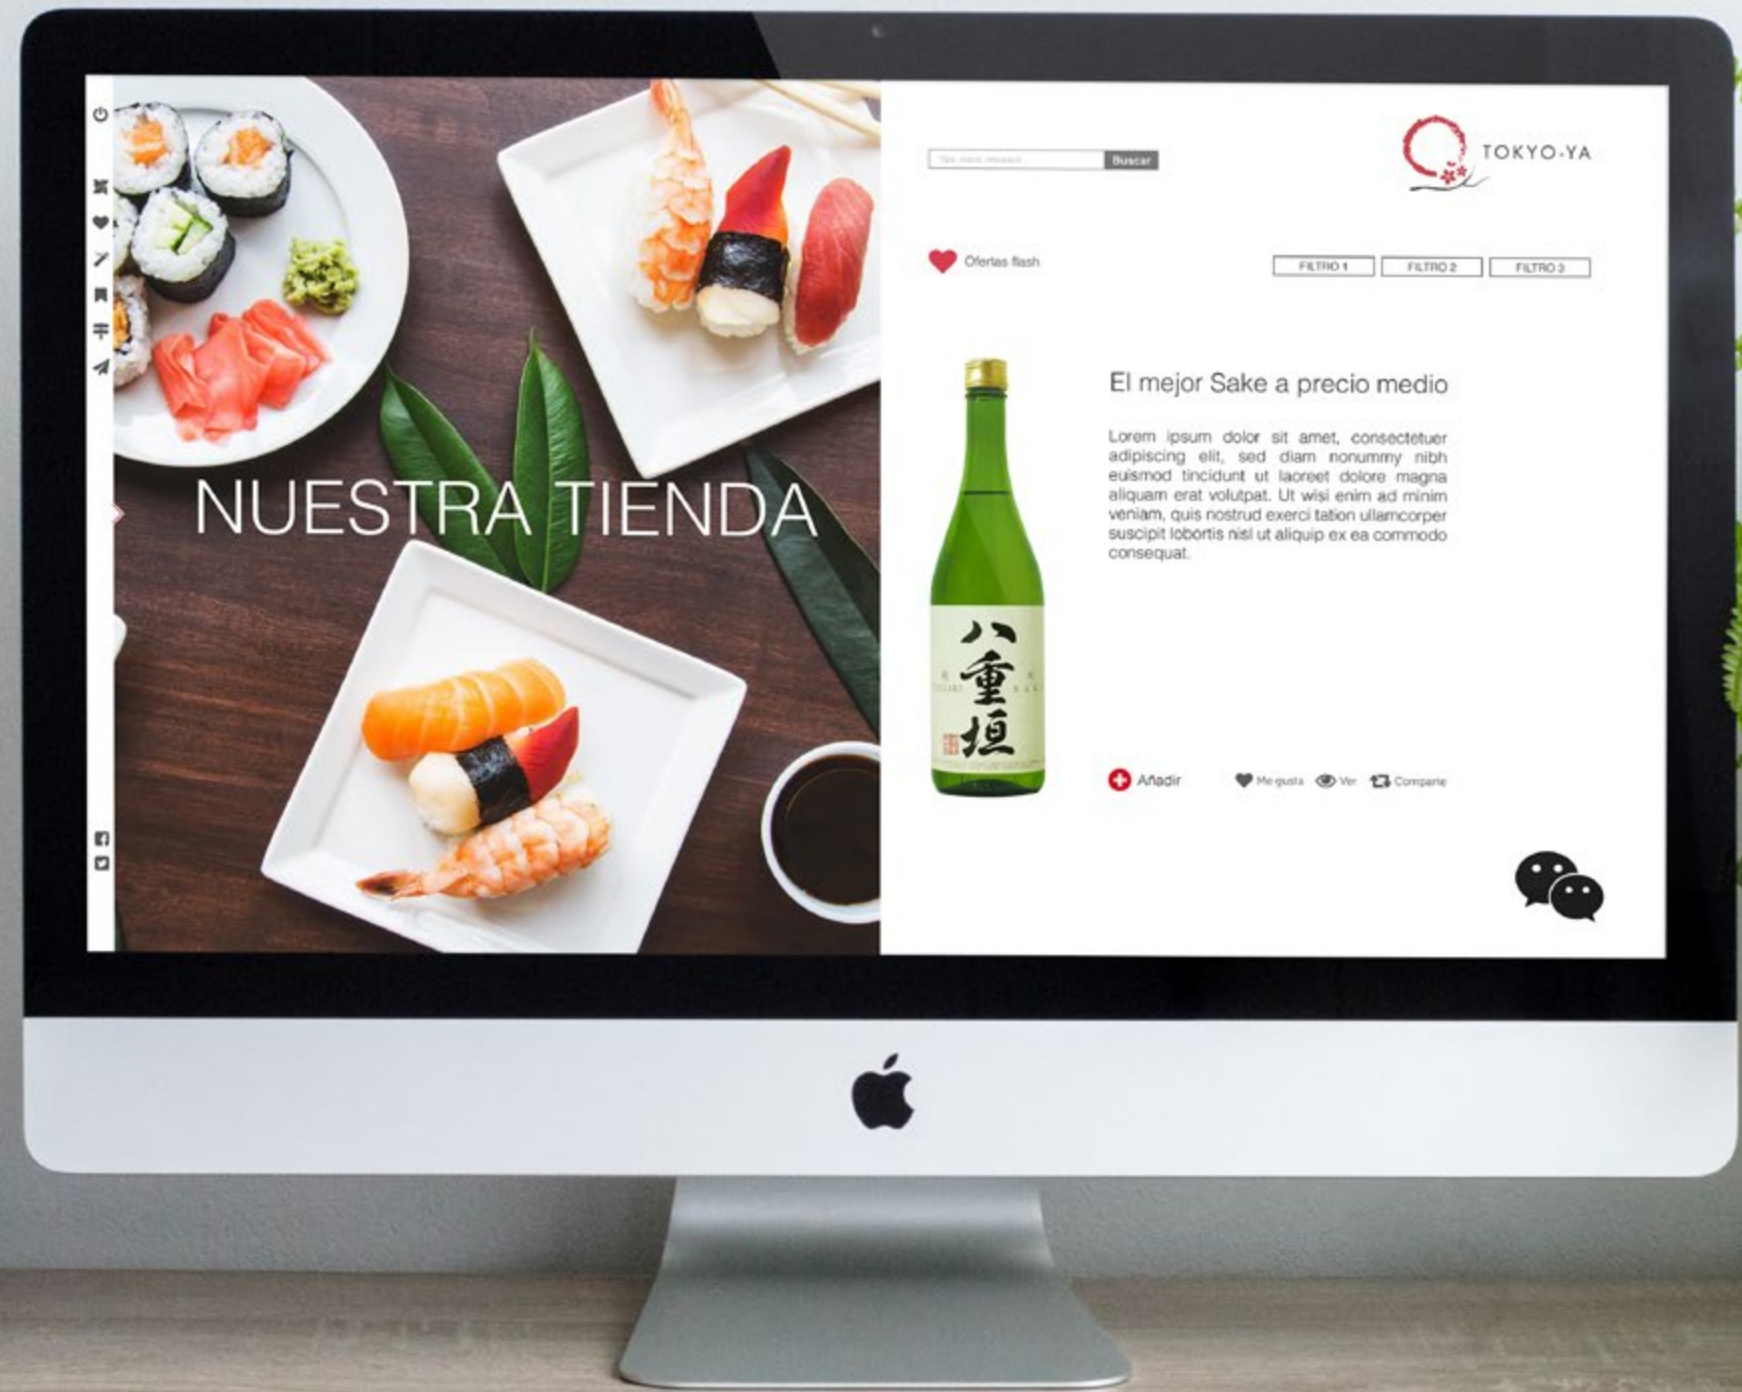 NUESTRA TIENDA
Buscar
TOKYO-YA
Ofertas flash
FILTRO 1
FILTRO 2
FILTRO 3
El mejor Sake a precio medio
Lorem ipsum dolor sit amet, consectetuer
adipiscing elit, sed diam nonummy nibh
euismod tincidunt ut laoreet dolore magna
aliquam erat volutpat. Ut wisi enim ad minim
veniam, quis nostrud exerci tation ullamcorper
suscipit lobortis nisl ut aliquip ex ea commodo
consequat.
八重垣
Añadir
Me gusta
Ver
Comparte